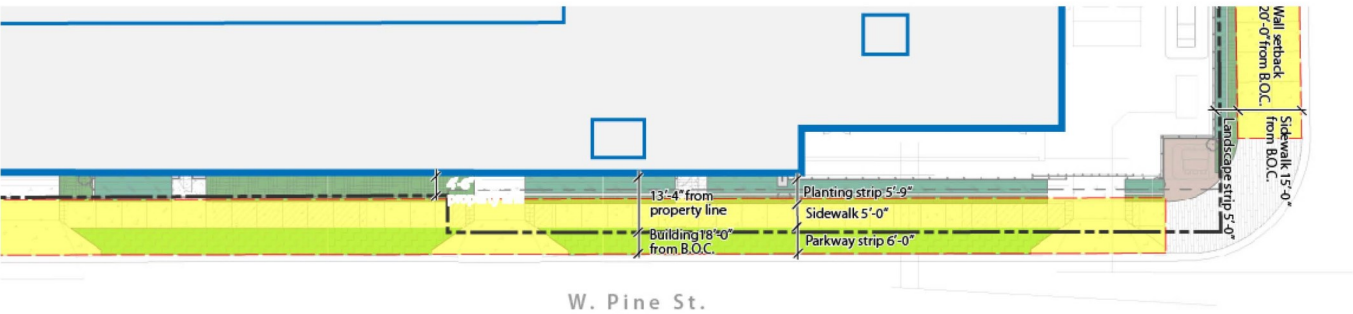 Wall setback
20'-0" from B.O.C.
Sidewalk 15'-0"
from B.O.C.
Landscape strip 5'-0"
13'-4" from
property line
Building 18'-0"
from B.O.C.
Planting strip 5'-9"
Sidewalk 5'-0"
Parkway strip 6'-0"
W. Pine St.